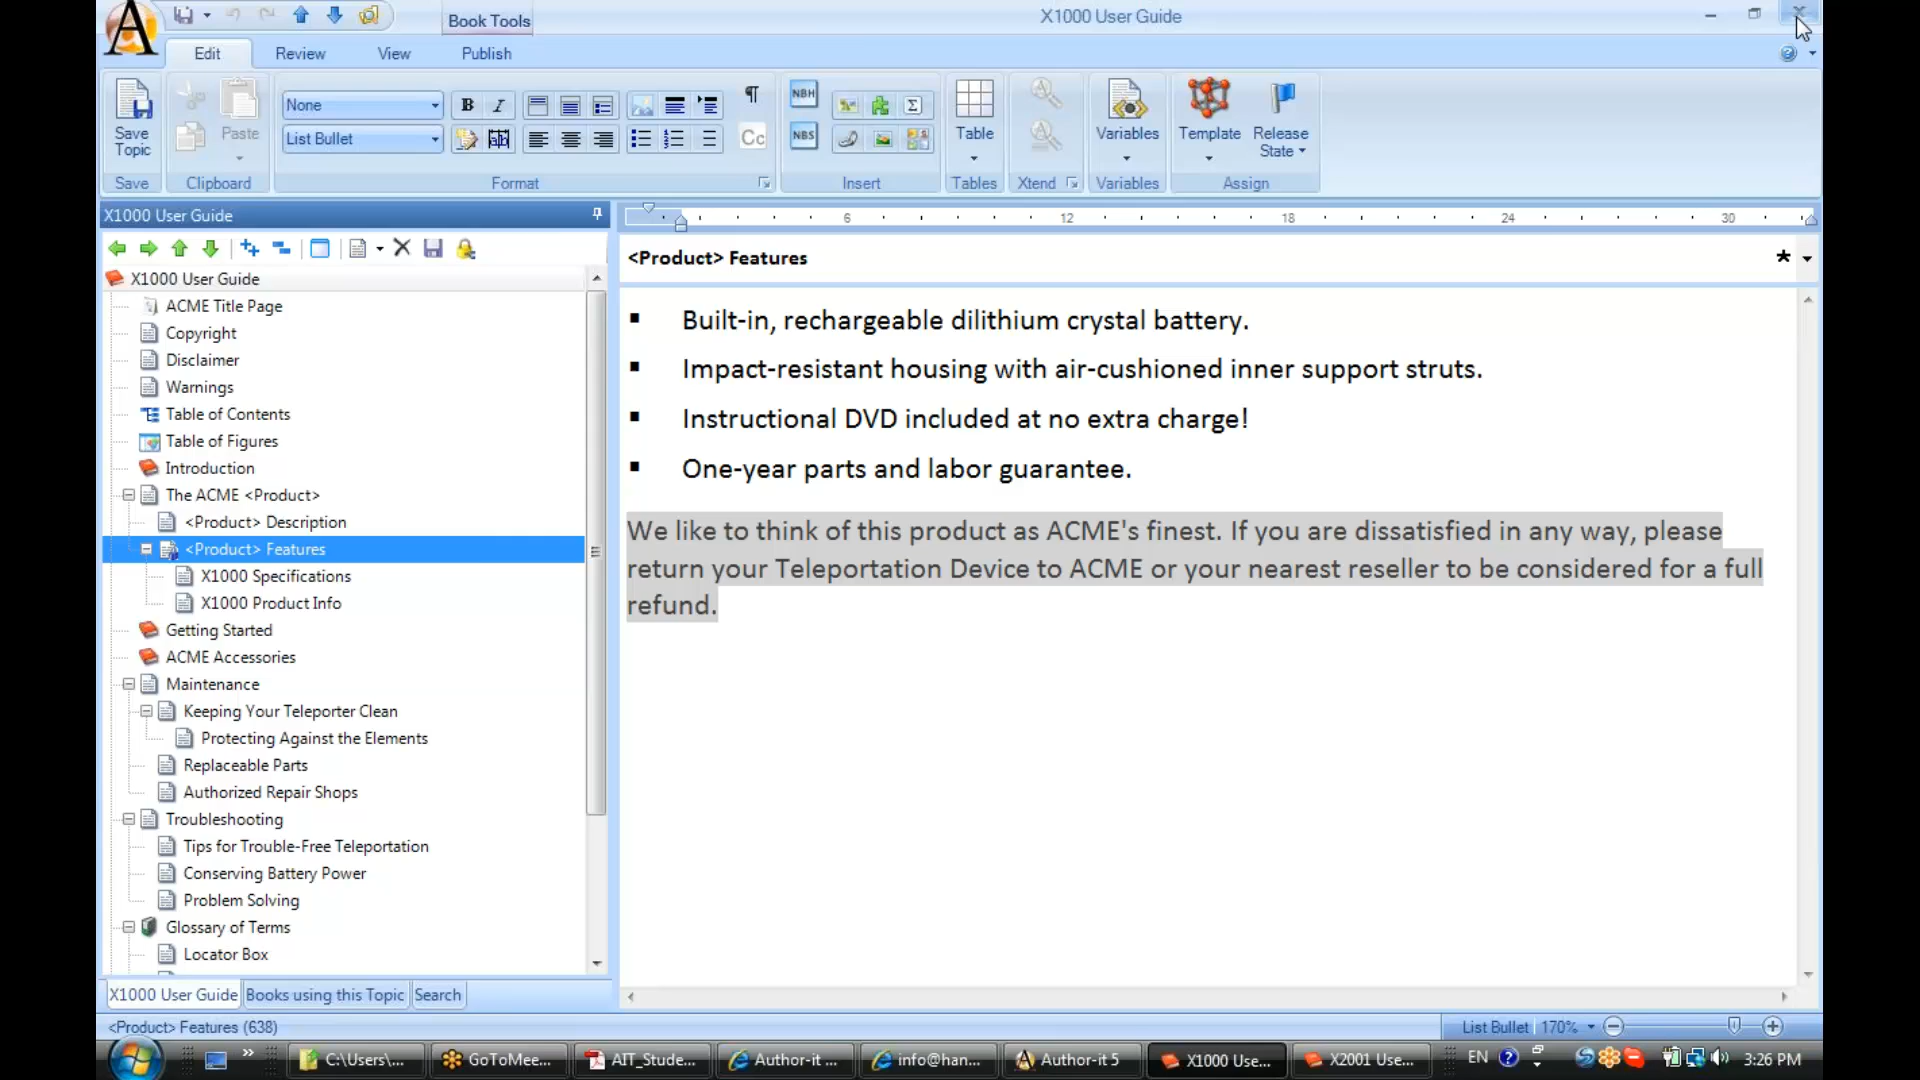 Book Tools
X1000 User Guide
Edit
Review
View
Publish
Save
Topic
Save
Paste
Clipboard
None
List Bullet
B
I
¶
Cc
Format
NBH
NBS
Σ
Insert
Table
Tables
Xtend
Variables
Variables
Template
Release
State
Assign
X1000 User Guide
X1000 User Guide
ACME Title Page
Copyright
Disclaimer
Warnings
Table of Contents
Table of Figures
Introduction
The ACME <Product>
<Product> Description
<Product> Features
X1000 Specifications
X1000 Product Info
Getting Started
ACME Accessories
Maintenance
Keeping Your Teleporter Clean
Protecting Against the Elements
Replaceable Parts
Authorized Repair Shops
Troubleshooting
Tips for Trouble-Free Teleportation
Conserving Battery Power
Problem Solving
Glossary of Terms
Locator Box
X1000 User Guide
Books using this Topic
Search
6 12 18 24 30
<Product> Features
*
▪ Built-in, rechargeable dilithium crystal battery.
▪ Impact-resistant housing with air-cushioned inner support struts.
▪ Instructional DVD included at no extra charge!
▪ One-year parts and labor guarantee.
We like to think of this product as ACME's finest. If you are dissatisfied in any way, please
return your Teleportation Device to ACME or your nearest reseller to be considered for a full
refund.
<Product> Features (638)
List Bullet
170%
C:\Users\...
GoToMee...
AIT_Stude...
Author-it ...
info@han...
Author-it 5
X1000 Use...
X2001 Use...
EN
3:26 PM